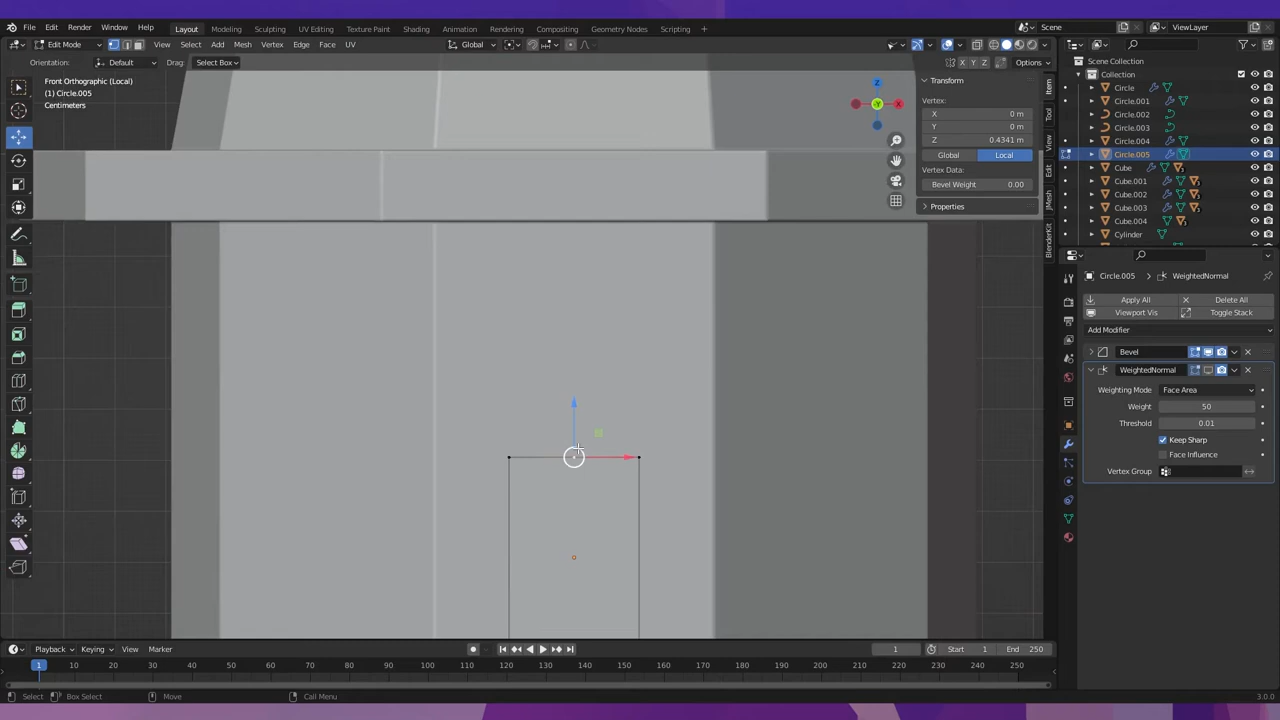 File Edit Render Window Help Layout Modeling Sculpting UV Editing Texture Paint Shading Animation Rendering Compositing Geometry Nodes Scripting Scene ViewLayer
Edit Mode View Select Add Mesh Vertex Edge Face UV Global
Orientation: Default Drag: Select Box X Y Z Options
Front Orthographic (Local)
(1) Circle.005
Centimeters
Z
X
Y
Transform
Vertex:
X 0 m
Y 0 m
Z 0.4341 m
Global Local
Vertex Data:
Bevel Weight 0.00
Properties
Item
Tool
View
Edit
JMesh
BlenderKit
Scene Collection
Collection
Circle
Circle.001
Circle.002
Circle.003
Circle.004
Circle.005
Cube
Cube.001
Cube.002
Cube.003
Cube.004
Cylinder
Circle.005 WeightedNormal
Apply All Delete All
Viewport Vis Toggle Stack
Add Modifier
Bevel
WeightedNormal
Weighting Mode Face Area
Weight 50
Threshold 0.01
Keep Sharp
Face Influence
Vertex Group
Playback Keying View Marker 1 Start 1 End 250
1 10 20 30 40 50 60 70 80 90 100 110 120 130 140 150 160 170 180 190 200 210 220 230 240 250
Select Box Select Move Call Menu 3.0.0